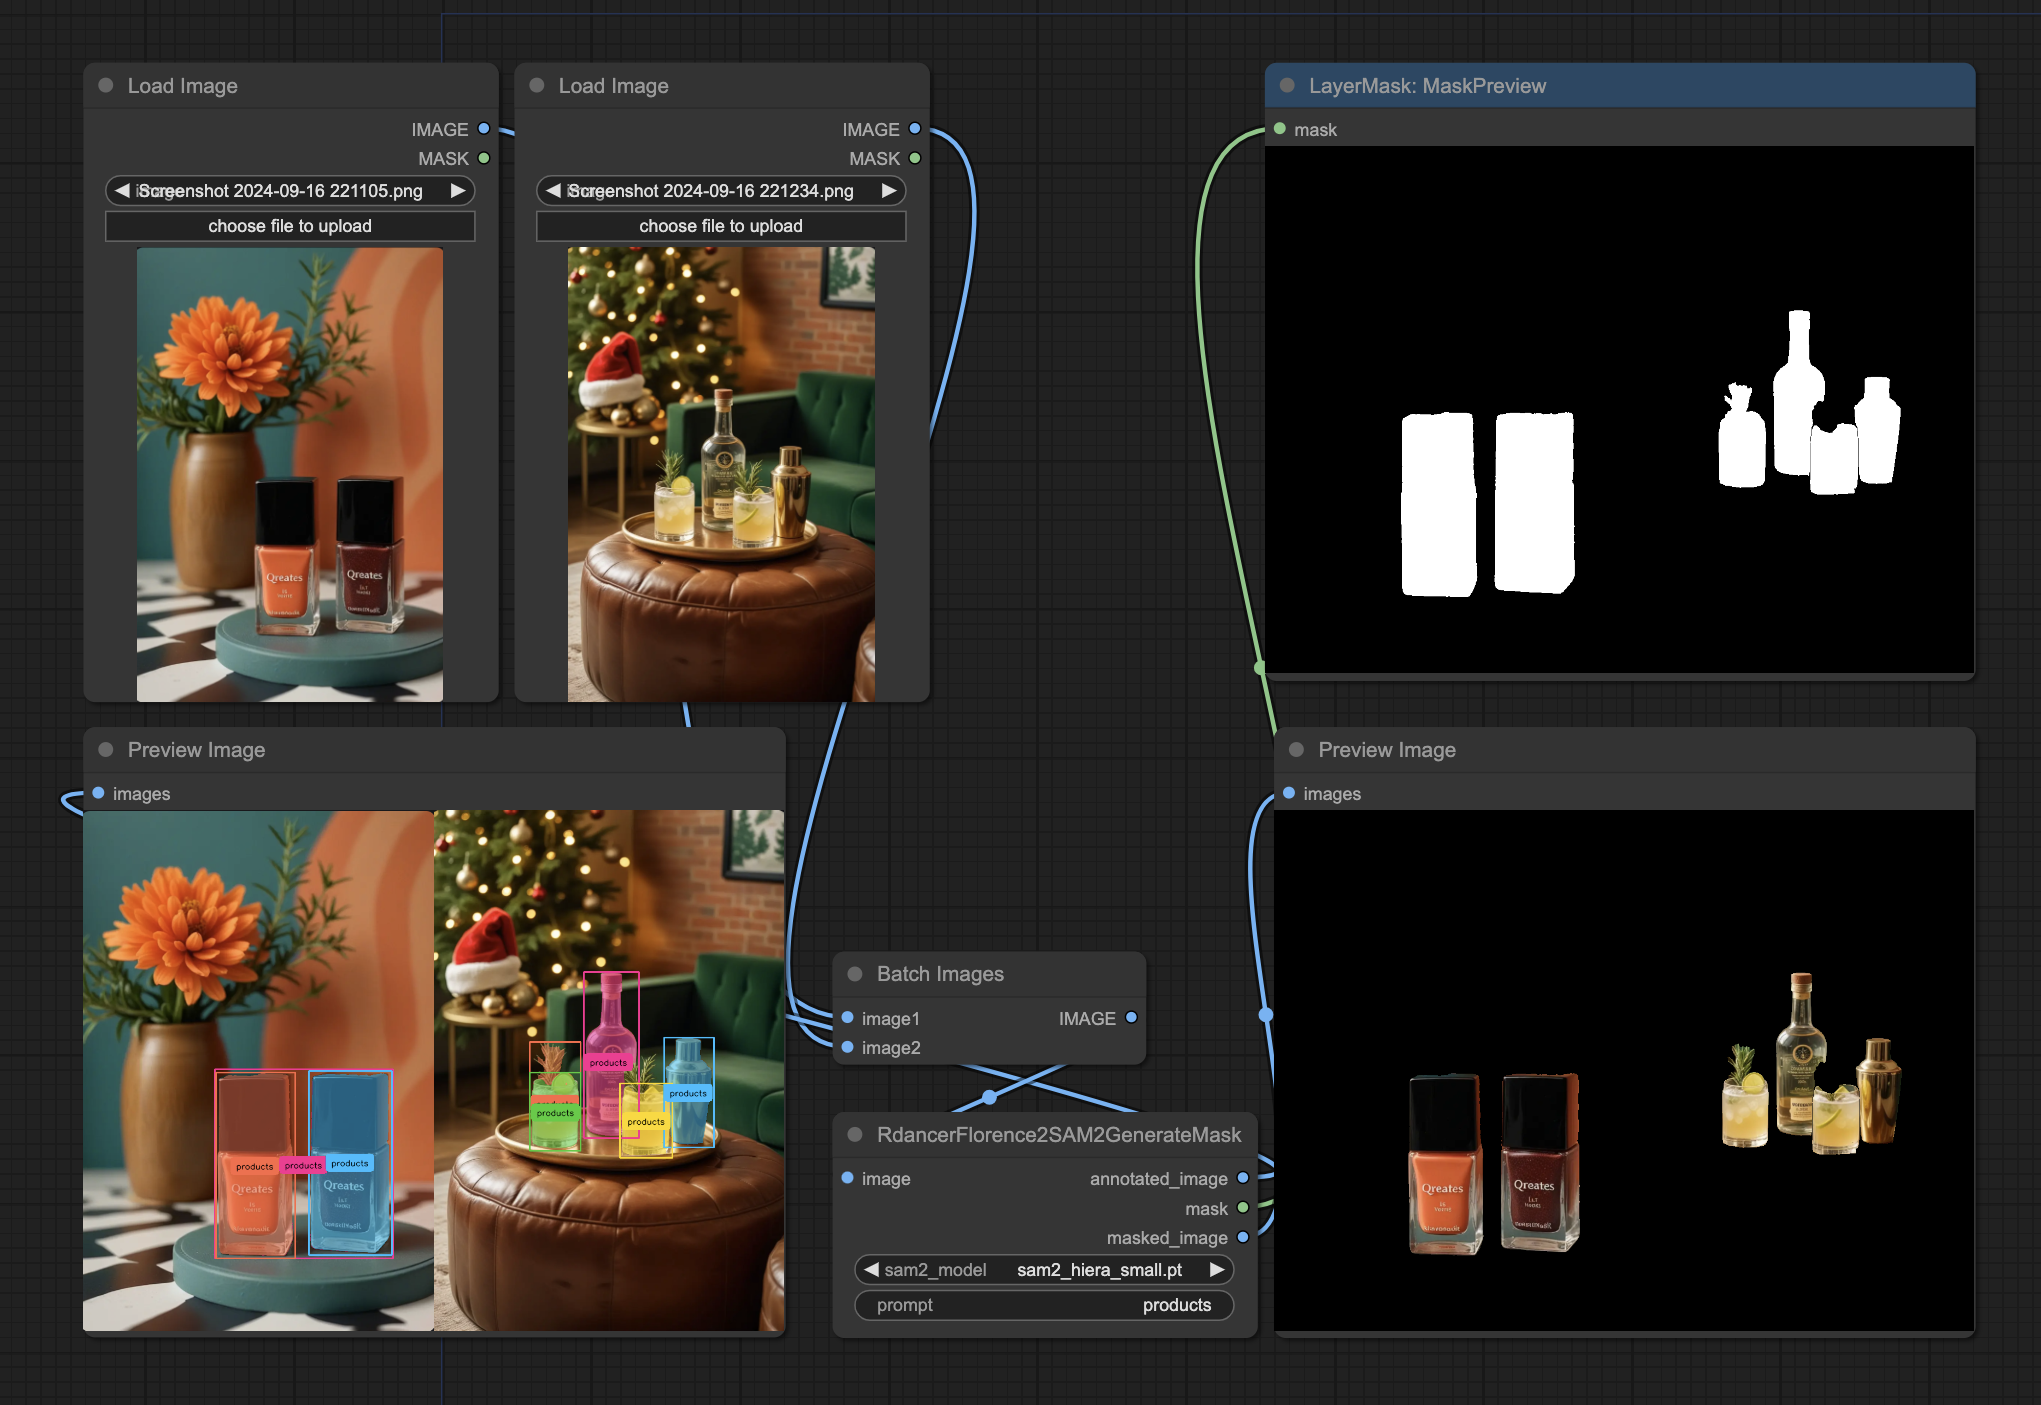 Load Image
IMAGE
MASK
Screenshot 2024-09-16 221105.png
choose file to upload
Qreates
Qreates
Load Image
IMAGE
MASK
Screenshot 2024-09-16 221234.png
choose file to upload
LayerMask: MaskPreview
mask
Preview Image
images
products
products
products
Qreates
Qreates
products
products
products
products
Batch Images
image1
IMAGE
image2
RdancerFlorence2SAM2GenerateMask
image
annotated_image
mask
masked_image
sam2_model
sam2_hiera_small.pt
prompt
products
Preview Image
images
Qreates
Qreates